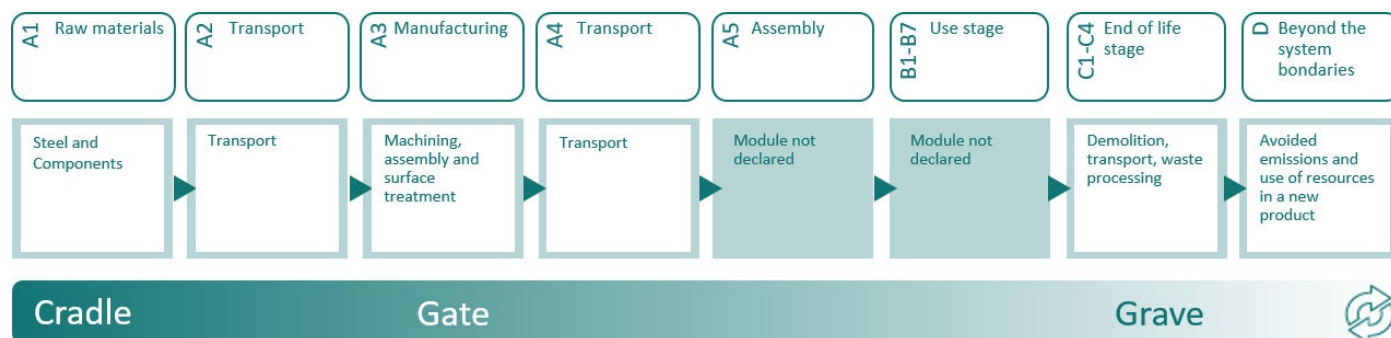 A1 Raw materials
A2 Transport
A3 Manufacturing
A4 Transport
A5 Assembly
B1-B7 Use stage
C1-C4 End of life
stage
D Beyond the
system
bondaries
Steel and
Components
Transport
Machining,
assembly and
surface
treatment
Transport
Module not
declared
Module not
declared
Demolition,
transport, waste
processing
Avoided
emissions and
use of resources
in a new
product
Cradle
Gate
Grave